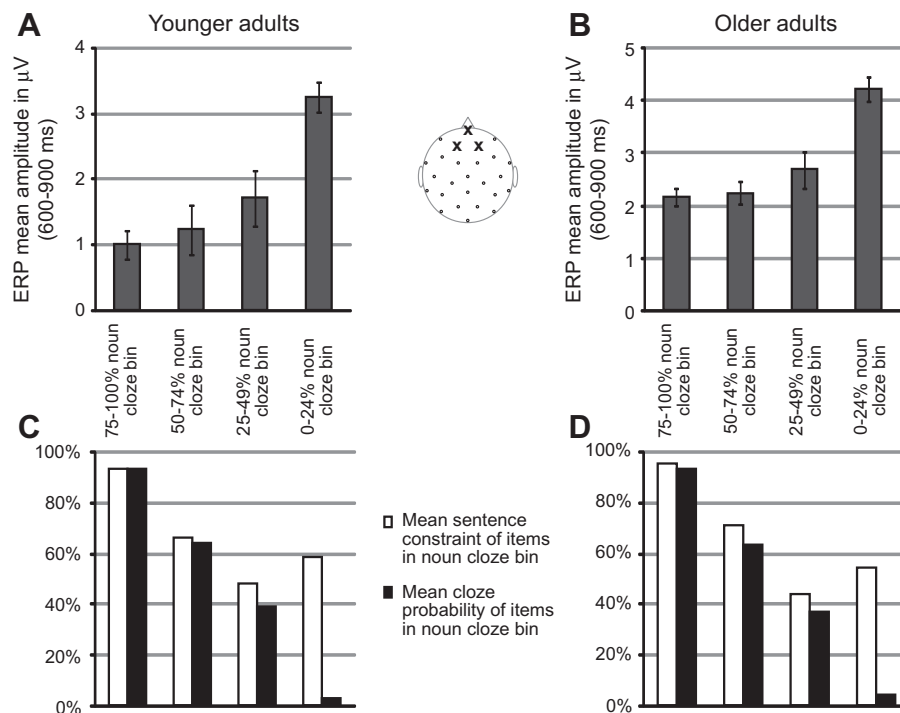 A Younger adults
ERP mean amplitude in μV
(600-900 ms)
4
3
2
1
0
75-100% noun
cloze bin
50-74% noun
cloze bin
25-49% noun
cloze bin
0-24% noun
cloze bin
x
x x
B Older adults
ERP mean amplitude in μV
(600-900 ms)
5
4
3
2
1
0
75-100% noun
cloze bin
50-74% noun
cloze bin
25-49% noun
cloze bin
0-24% noun
cloze bin
C
100%
80%
60%
40%
20%
0%
Mean sentence
constraint of items
in noun cloze bin
Mean cloze
probability of items
in noun cloze bin
D
100%
80%
60%
40%
20%
0%